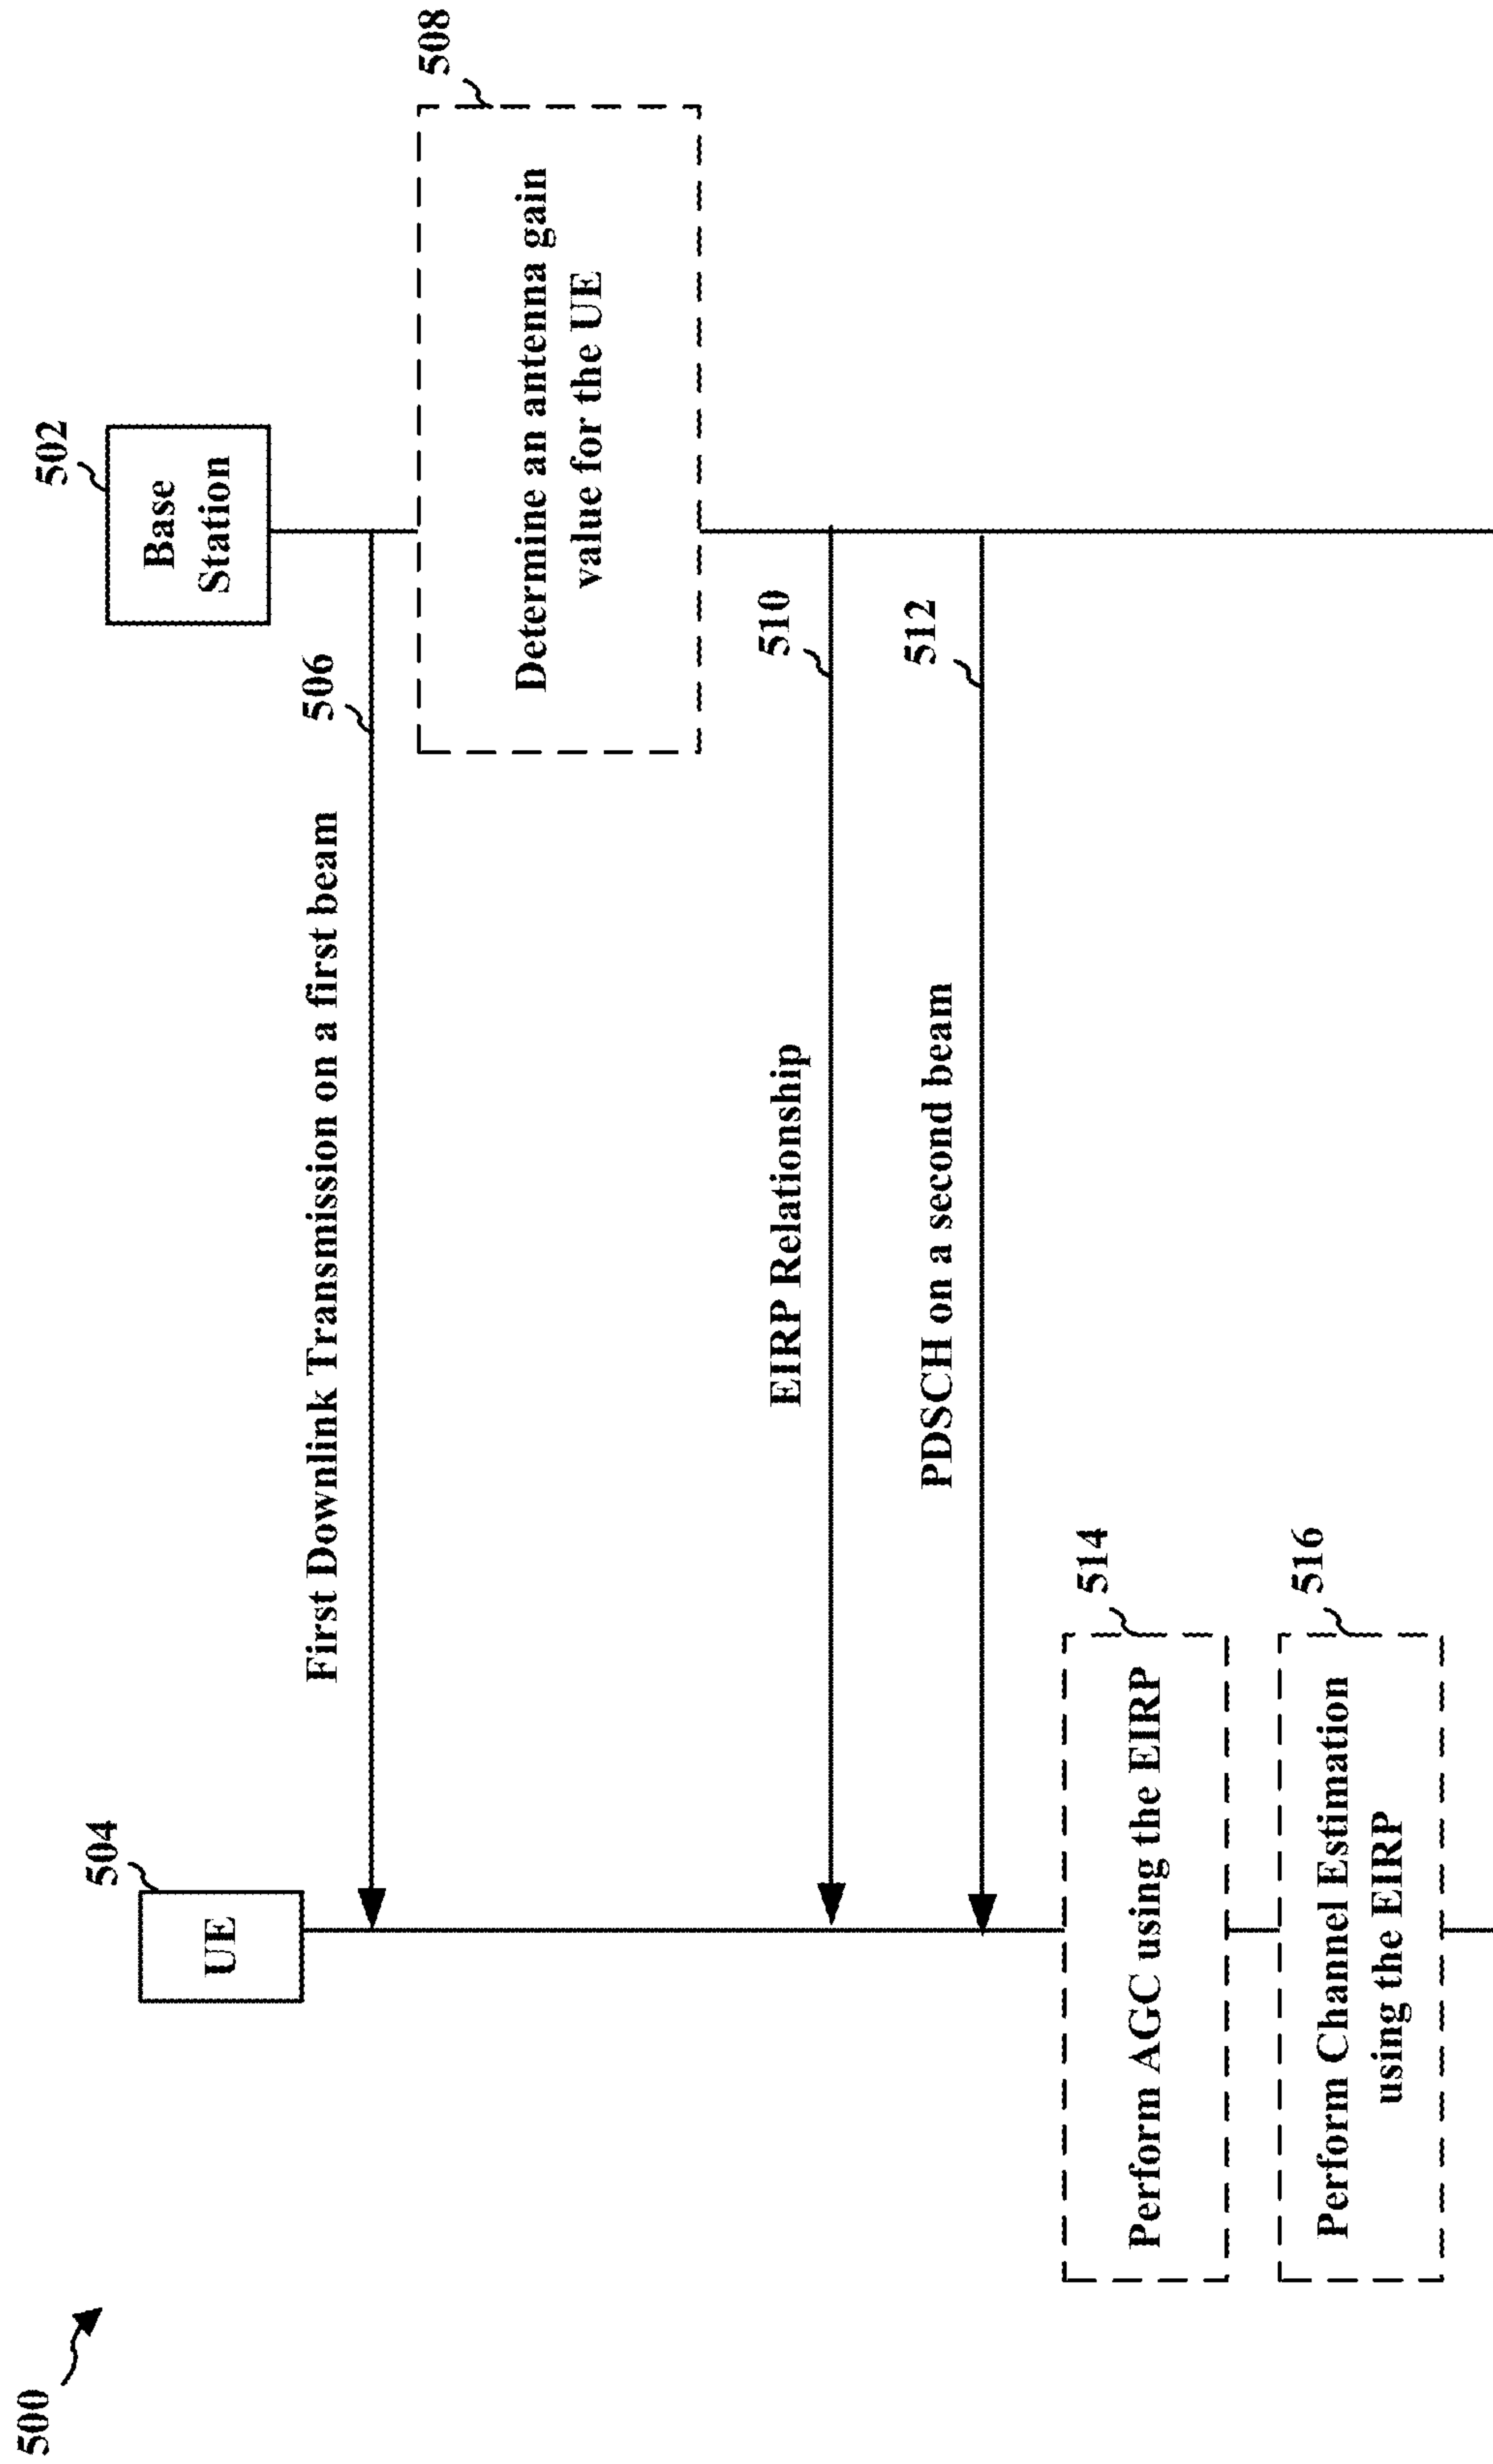 500
504
UE
502
Base
Station
First Downlink Transmission on a first beam
506
508
Determine an antenna gain
value for the UE
EIRP Relationship
510
PDSCH on a second beam
512
514
Perform AGC using the EIRP
516
Perform Channel Estimation
using the EIRP